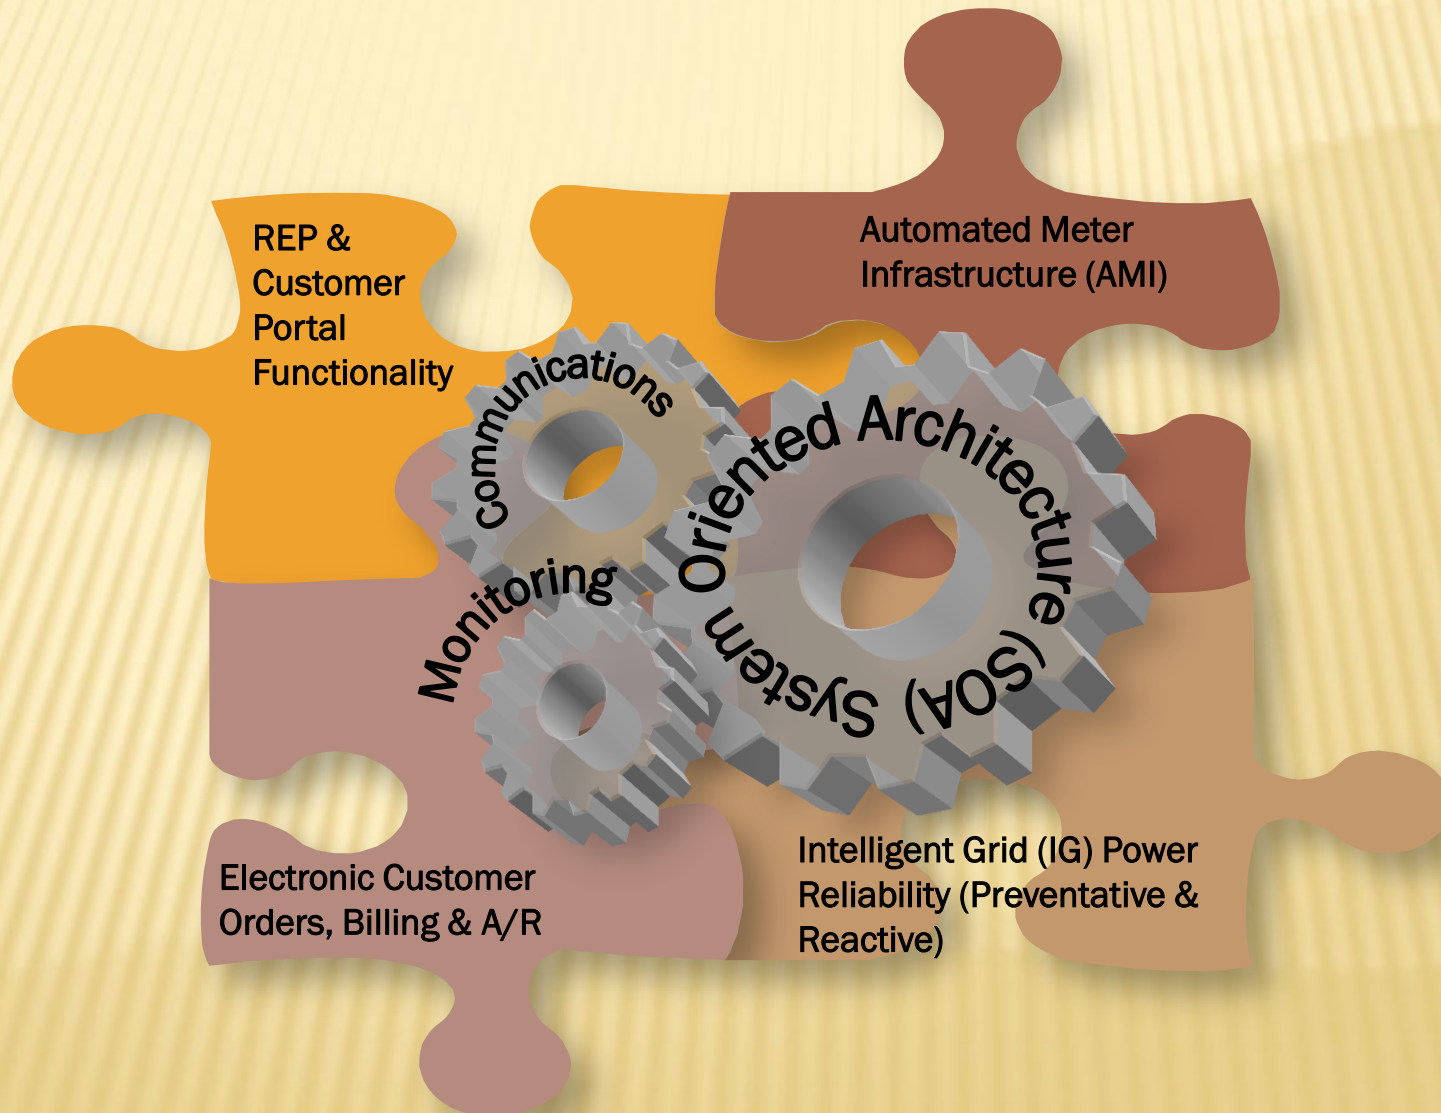 REP &
Customer
Portal
Functionality
Automated Meter
Infrastructure (AMI)
Communications
Oriented Architecture (SOA) System
Monitoring
Electronic Customer
Orders, Billing & A/R
Intelligent Grid (IG) Power
Reliability (Preventative &
Reactive)